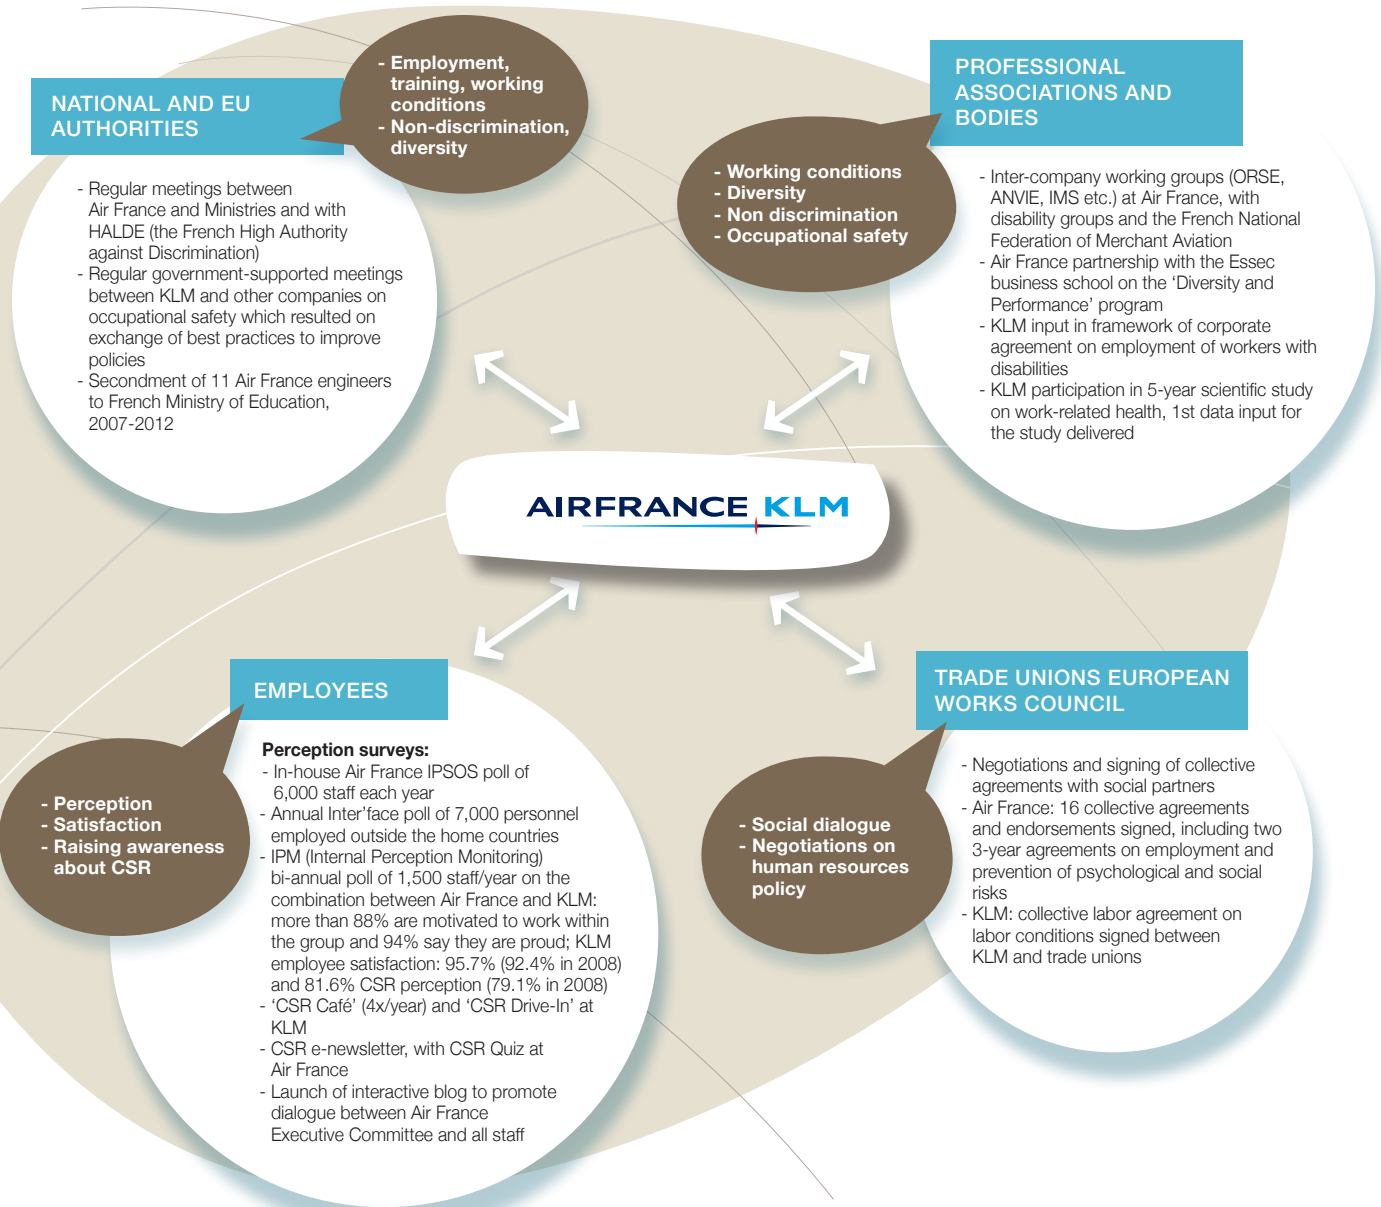 NATIONAL AND EU
AUTHORITIES
- Employment,
training, working
conditions
- Non-discrimination,
diversity
- Regular meetings between
Air France and Ministries and with
HALDE (the French High Authority
against Discrimination)
- Regular government-supported meetings
between KLM and other companies on
occupational safety which resulted on
exchange of best practices to improve
policies
- Secondment of 11 Air France engineers
to French Ministry of Education,
2007-2012
PROFESSIONAL
ASSOCIATIONS AND
BODIES
- Working conditions
- Diversity
- Non discrimination
- Occupational safety
- Inter-company working groups (ORSE,
ANVIE, IMS etc.) at Air France, with
disability groups and the French National
Federation of Merchant Aviation
- Air France partnership with the Essec
business school on the ‘Diversity and
Performance’ program
- KLM input in framework of corporate
agreement on employment of workers with
disabilities
- KLM participation in 5-year scientific study
on work-related health, 1st data input for
the study delivered
AIRFRANCE KLM
EMPLOYEES
- Perception
- Satisfaction
- Raising awareness
about CSR
Perception surveys:
- In-house Air France IPSOS poll of
6,000 staff each year
- Annual Inter’face poll of 7,000 personnel
employed outside the home countries
- IPM (Internal Perception Monitoring)
bi-annual poll of 1,500 staff/year on the
combination between Air France and KLM:
more than 88% are motivated to work within
the group and 94% say they are proud; KLM
employee satisfaction: 95.7% (92.4% in 2008)
and 81.6% CSR perception (79.1% in 2008)
- ‘CSR Café’ (4x/year) and ‘CSR Drive-In’ at
KLM
- CSR e-newsletter, with CSR Quiz at
Air France
- Launch of interactive blog to promote
dialogue between Air France
Executive Committee and all staff
TRADE UNIONS EUROPEAN
WORKS COUNCIL
- Social dialogue
- Negotiations on
human resources
policy
- Negotiations and signing of collective
agreements with social partners
- Air France: 16 collective agreements
and endorsements signed, including two
3-year agreements on employment and
prevention of psychological and social
risks
- KLM: collective labor agreement on
labor conditions signed between
KLM and trade unions